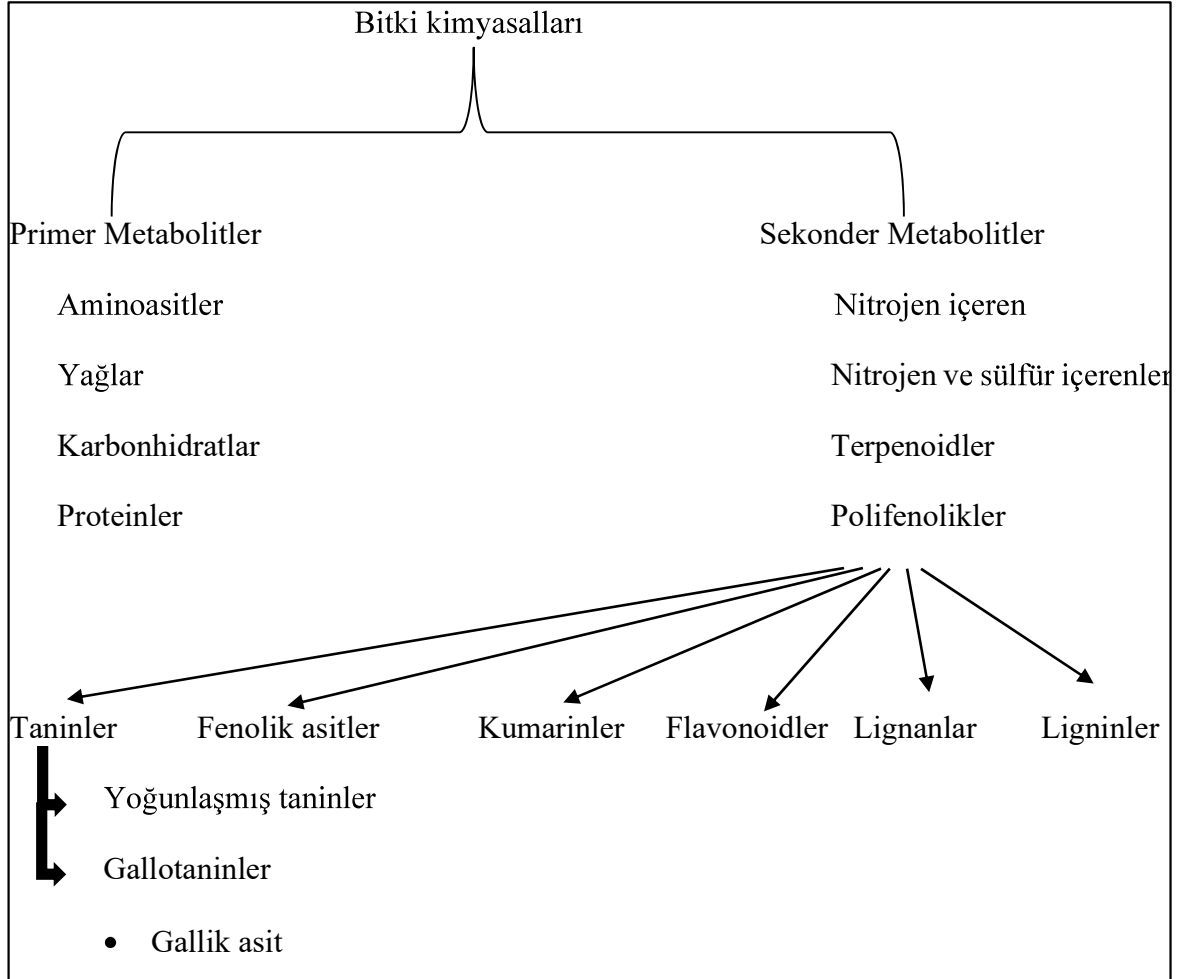 Bitki kimyasalları
Primer Metabolitler Sekonder Metabolitler
Aminoasitler Nitrojen içeren
Yağlar Nitrojen ve sülfür içerenler
Karbonhidratlar Terpenoidler
Proteinler Polifenolikler
Taninler Fenolik asitler Kumarinler Flavonoidler Lignanlar Ligninler
Yoğunlaşmış taninler
Gallotaninler
• Gallik asit